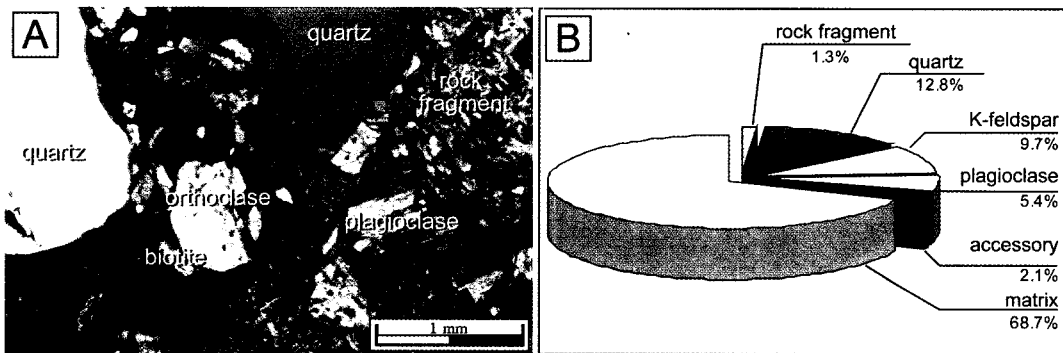 A
quartz
rock
fragment
quartz
orthoclase
plagioclase
biotite
1 mm
B
rock fragment
1.3%
quartz
12.8%
K-feldspar
9.7%
plagioclase
5.4%
accessory
2.1%
matrix
68.7%